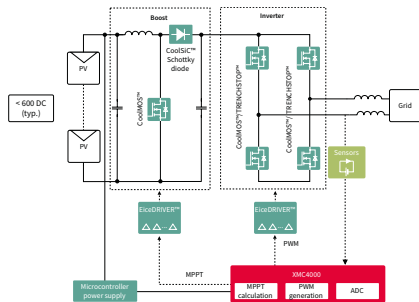 Boost
Inverter
CoolSiC™
Schottky
diode
PV
CoolMOS™
CoolMOS™/TRENCHSTOP™
CoolMOS™/TRENCHSTOP™
< 600 DC
(typ.)
Grid
PV
Sensors
EiceDRIVER™
...
EiceDRIVER™
...
MPPT
PWM
Microcontroller
power supply
XMC4000
MPPT
calculation
PWM
generation
ADC